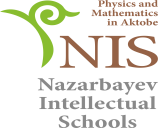 Physics and
Mathematics
in Aktobe
NIS
Nazarbayev
Intellectual
Schools